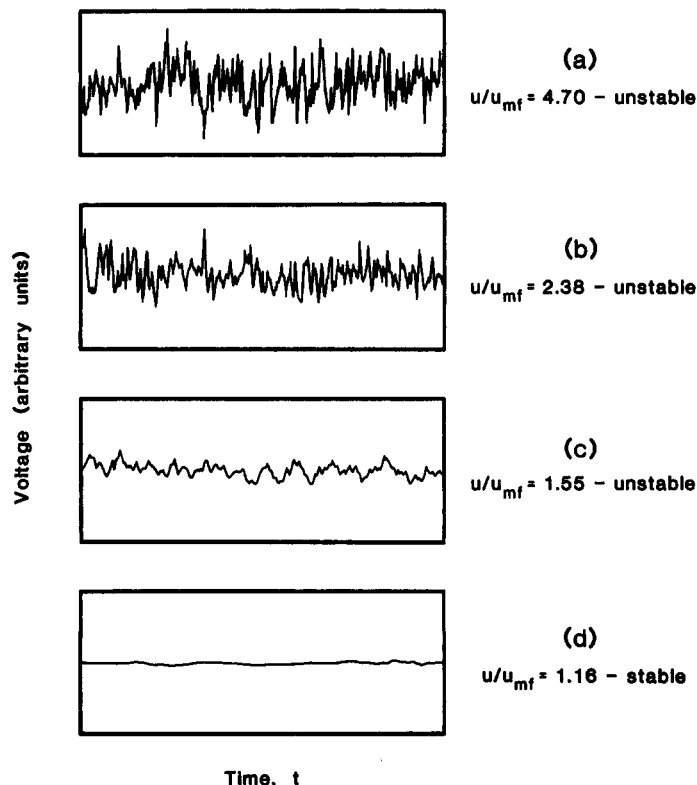 (a)
u/u_mf = 4.70 - unstable
(b)
u/u_mf = 2.38 - unstable
(c)
u/u_mf = 1.55 - unstable
(d)
u/u_mf = 1.16 - stable
Voltage (arbitrary units)
Time, t